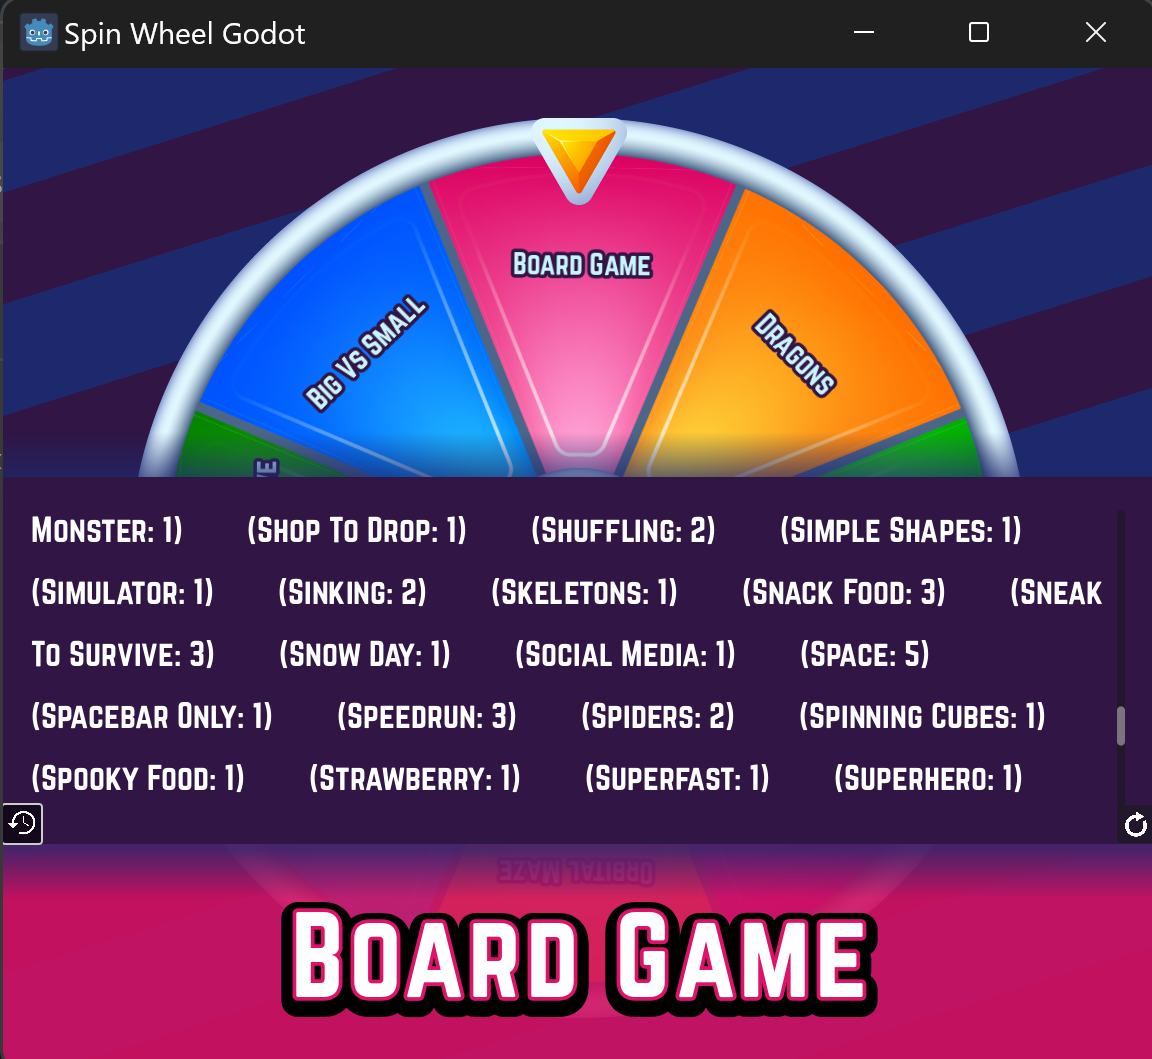 Spin Wheel Godot
Board Game
Big Vs Small
Dragons
ve
Monster: 1) (Shop To Drop: 1) (Shuffling: 2) (Simple Shapes: 1)
(Simulator: 1) (Sinking: 2) (Skeletons: 1) (Snack Food: 3) (Sneak
To Survive: 3) (Snow Day: 1) (Social Media: 1) (Space: 5)
(Spacebar Only: 1) (Speedrun: 3) (Spiders: 2) (Spinning Cubes: 1)
(Spooky Food: 1) (Strawberry: 1) (Superfast: 1) (Superhero: 1)
Orbital Maze
Board Game